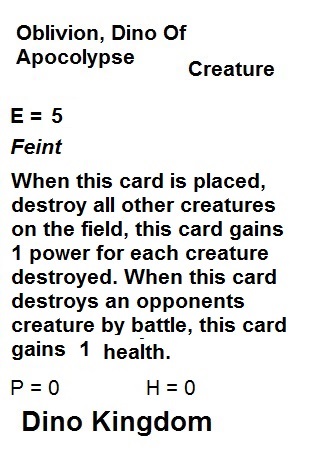 Oblivion, Dino Of
Apocolypse
Creature
E = 5
Feint
When this card is placed,
destroy all other creatures
on the field, this card gains
1 power for each creature
destroyed. When this card
destroys an opponents
creature by battle, this card
gains 1 health.
P = 0 H = 0
Dino Kingdom